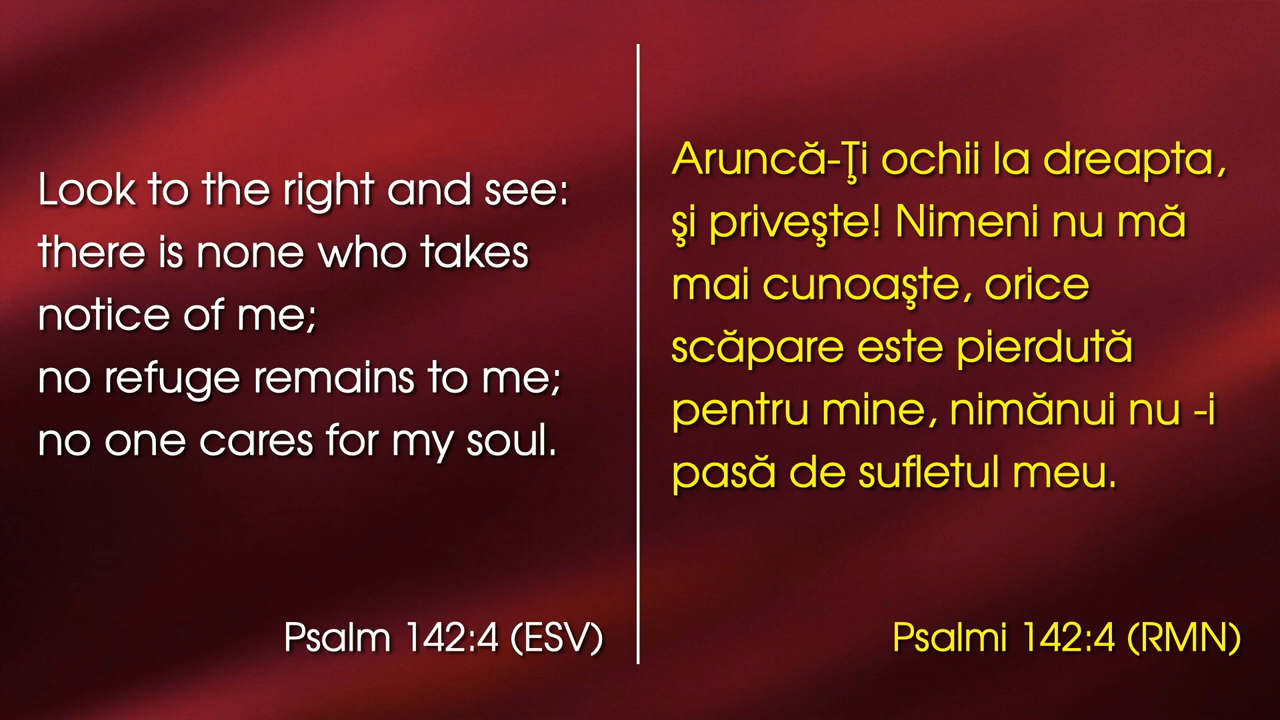 Look to the right and see:
there is none who takes
notice of me;
no refuge remains to me;
no one cares for my soul.
Psalm 142:4 (ESV)
Aruncă-Ţi ochii la dreapta,
şi priveşte! Nimeni nu mă
mai cunoaşte, orice
scăpare este pierdută
pentru mine, nimănui nu -i
pasă de sufletul meu.
Psalmi 142:4 (RMN)